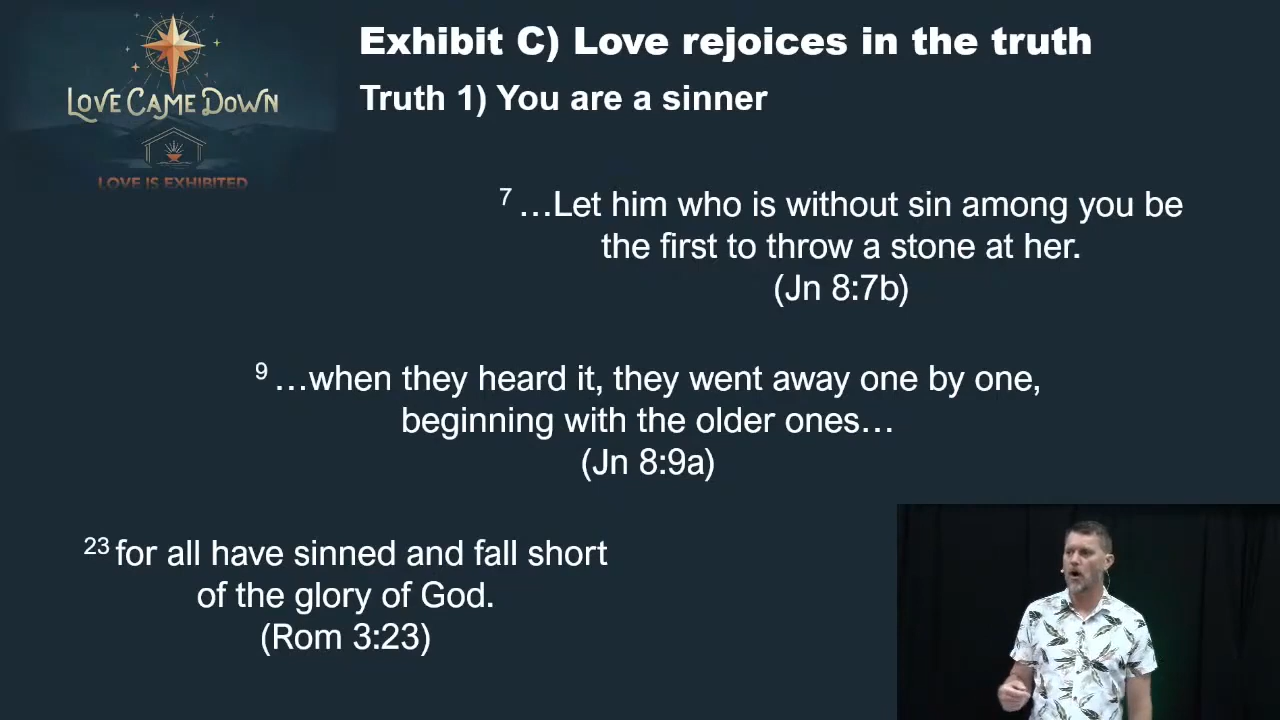 LOVE CAME DOWN
LOVE IS EXHIBITED
Exhibit C) Love rejoices in the truth
Truth 1) You are a sinner
7 …Let him who is without sin among you be
the first to throw a stone at her.
(Jn 8:7b)
9 …when they heard it, they went away one by one,
beginning with the older ones…
(Jn 8:9a)
23 for all have sinned and fall short
of the glory of God.
(Rom 3:23)